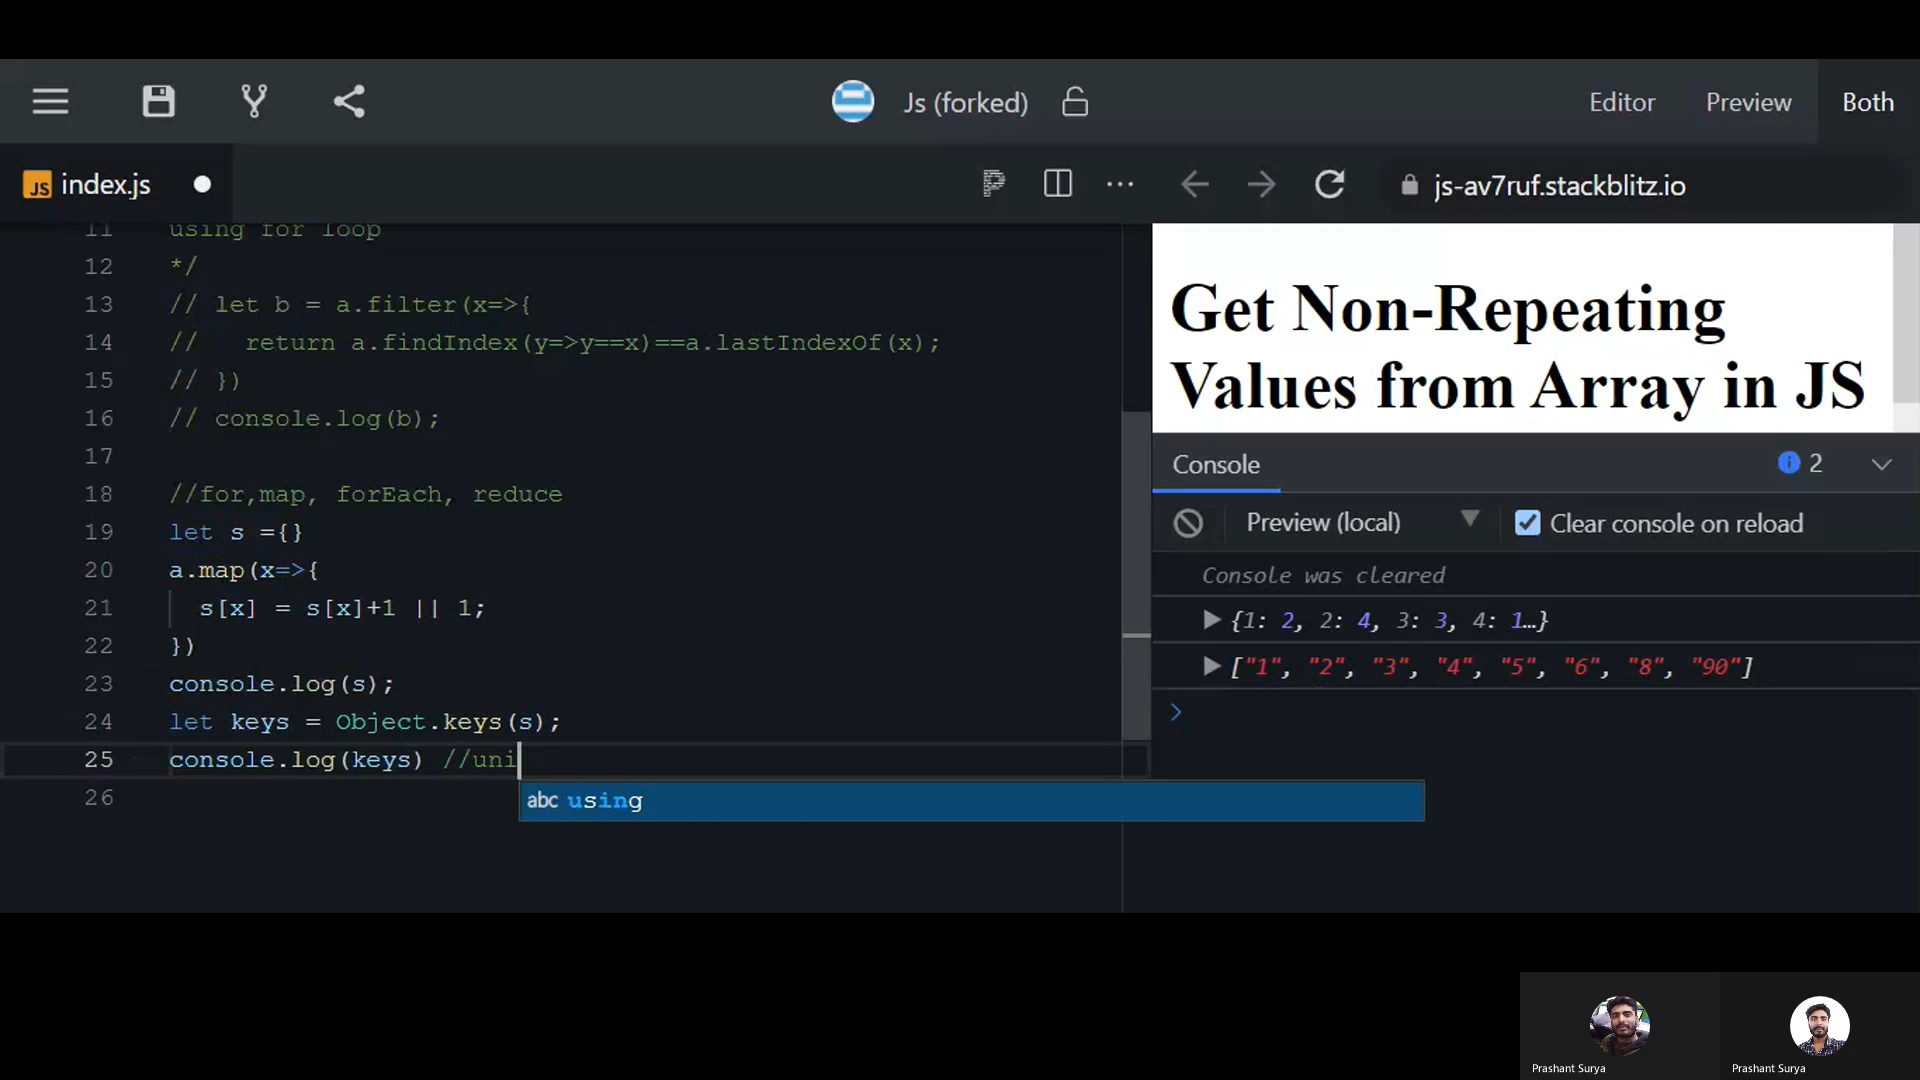 Js (forked)
Editor
Preview
Both
JS index.js
js-av7ruf.stackblitz.io
11 using for loop
12 */
13 // let b = a.filter(x=>{
14 //   return a.findIndex(y=>y==x)==a.lastIndexOf(x);
15 // })
16 // console.log(b);
17
18 //for,map, forEach, reduce
19 let s ={}
20 a.map(x=>{
21   s[x] = s[x]+1 || 1;
22 })
23 console.log(s);
24 let keys = Object.keys(s);
25 console.log(keys) //uni
abc using
26
Get Non-Repeating
Values from Array in JS
Console
2
Preview (local)
Clear console on reload
Console was cleared
{1: 2, 2: 4, 3: 3, 4: 1…}
["1", "2", "3", "4", "5", "6", "8", "90"]
Prashant Surya
Prashant Surya